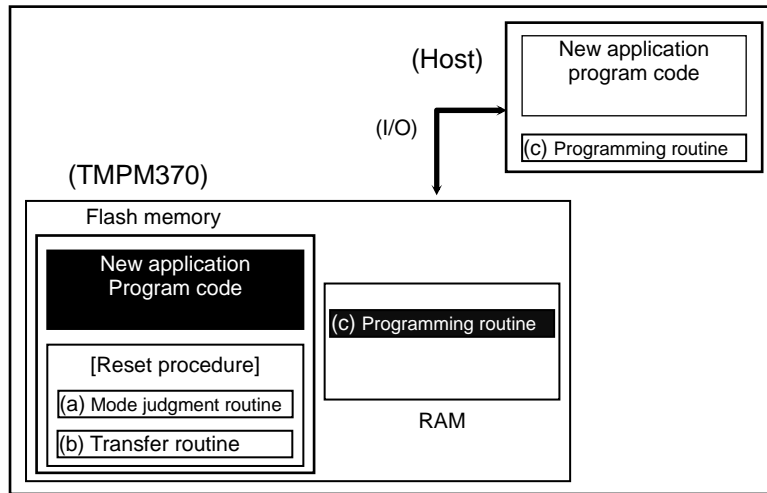 (Host)
New application
program code
(c) Programming routine
(I/O)
(TMPM370)
Flash memory
New application
Program code
[Reset procedure]
(a) Mode judgment routine
(b) Transfer routine
(c) Programming routine
RAM